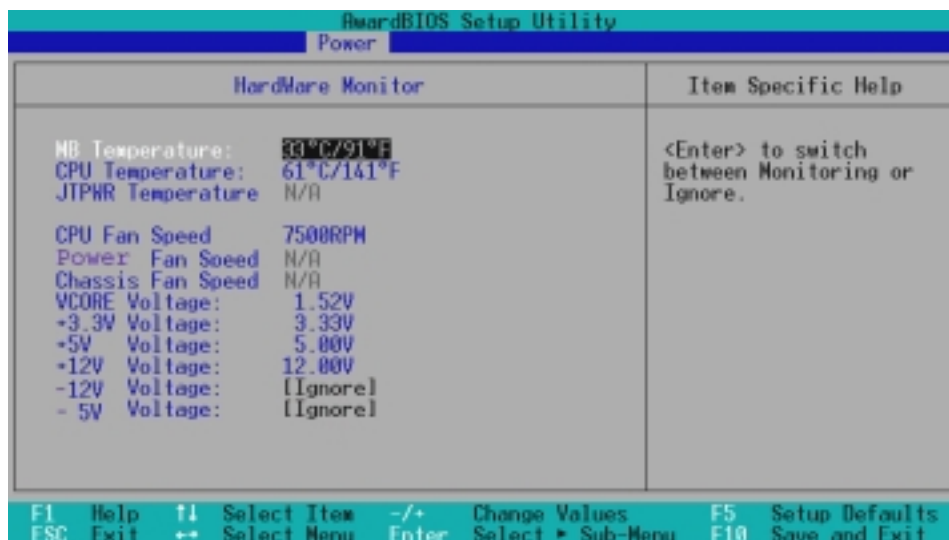 AwardBIOS Setup Utility
Power
HardWare Monitor
Item Specific Help
MB Temperature: 33°C/91°F
CPU Temperature: 61°C/141°F
JTPWR Temperature N/A
CPU Fan Speed 7500RPM
Power Fan Speed N/A
Chassis Fan Speed N/A
VCORE Voltage: 1.52V
+3.3V Voltage: 3.33V
+5V Voltage: 5.00V
+12V Voltage: 12.00V
-12V Voltage: [Ignore]
- 5V Voltage: [Ignore]
<Enter> to switch
between Monitoring or
Ignore.
F1 Help ↑↓ Select Item -/+ Change Values F5 Setup Defaults
ESC Exit ←→ Select Menu Enter Select ► Sub-Menu F10 Save and Exit